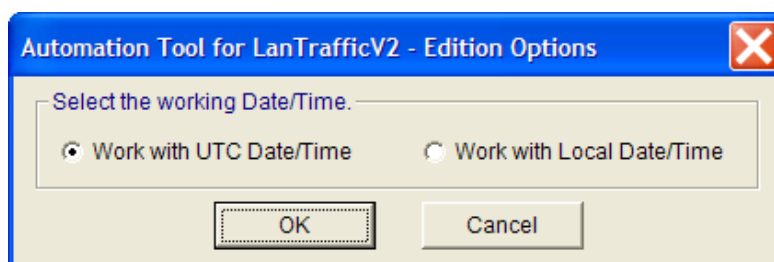 Automation Tool for LanTrafficV2 - Edition Options
Select the working Date/Time.
Work with UTC Date/Time Work with Local Date/Time
OK Cancel